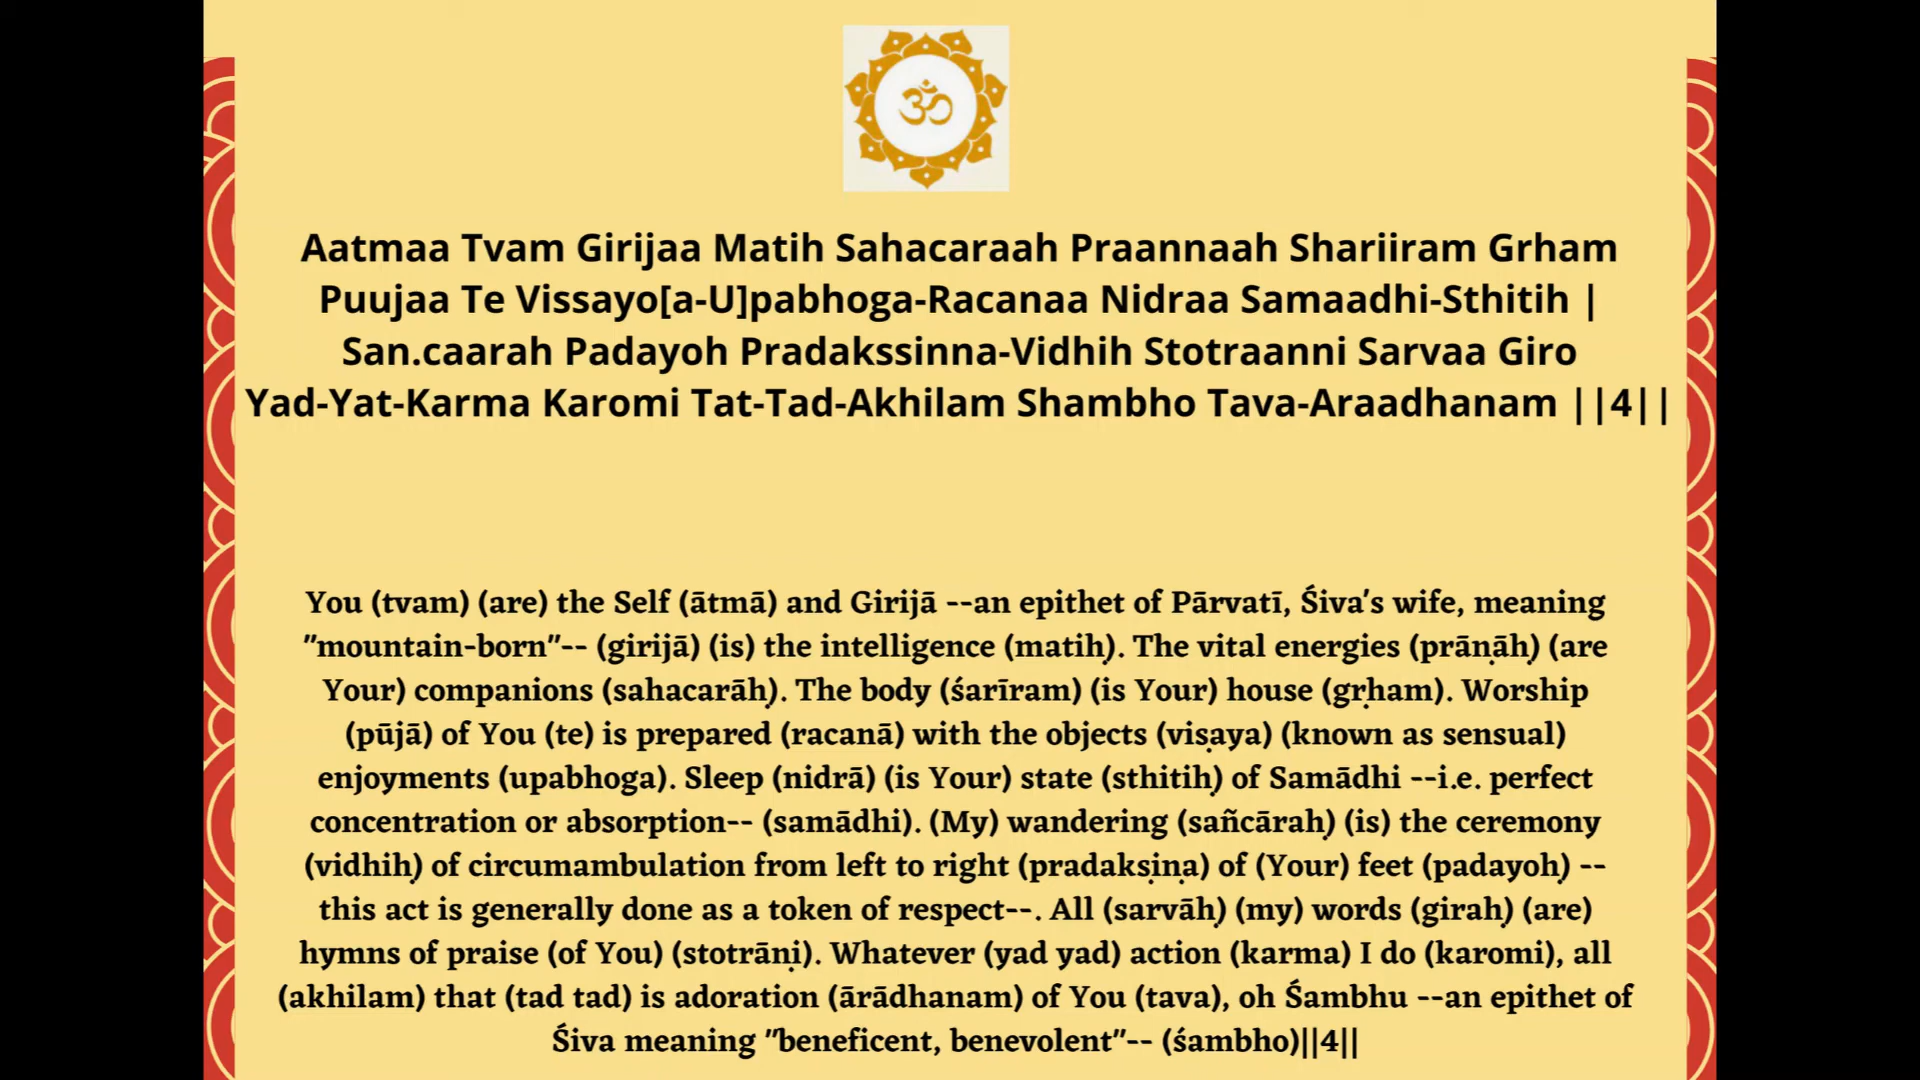 ॐ
Aatmaa Tvam Girijaa Matih Sahacaraah Praannaah Shariiram Grham
Puujaa Te Vissayo[a-U]pabhoga-Racanaa Nidraa Samaadhi-Sthitih |
San.caarah Padayoh Pradakssinna-Vidhih Stotraanni Sarvaa Giro
Yad-Yat-Karma Karomi Tat-Tad-Akhilam Shambho Tava-Araadhanam ||4||
You (tvam) (are) the Self (ātmā) and Girijā --an epithet of Pārvatī, Śiva's wife, meaning
"mountain-born"-- (girijā) (is) the intelligence (matiḥ). The vital energies (prāṇāḥ) (are
Your) companions (sahacarāḥ). The body (śarīram) (is Your) house (gṛham). Worship
(pūjā) of You (te) is prepared (racanā) with the objects (viṣaya) (known as sensual)
enjoyments (upabhoga). Sleep (nidrā) (is Your) state (sthitiḥ) of Samādhi --i.e. perfect
concentration or absorption-- (samādhi). (My) wandering (sañcāraḥ) (is) the ceremony
(vidhiḥ) of circumambulation from left to right (pradakṣiṇa) of (Your) feet (padayoḥ) --
this act is generally done as a token of respect--. All (sarvāḥ) (my) words (giraḥ) (are)
hymns of praise (of You) (stotrāṇi). Whatever (yad yad) action (karma) I do (karomi), all
(akhilam) that (tad tad) is adoration (ārādhanam) of You (tava), oh Śambhu --an epithet of
Śiva meaning "beneficent, benevolent"-- (śambho)||4||